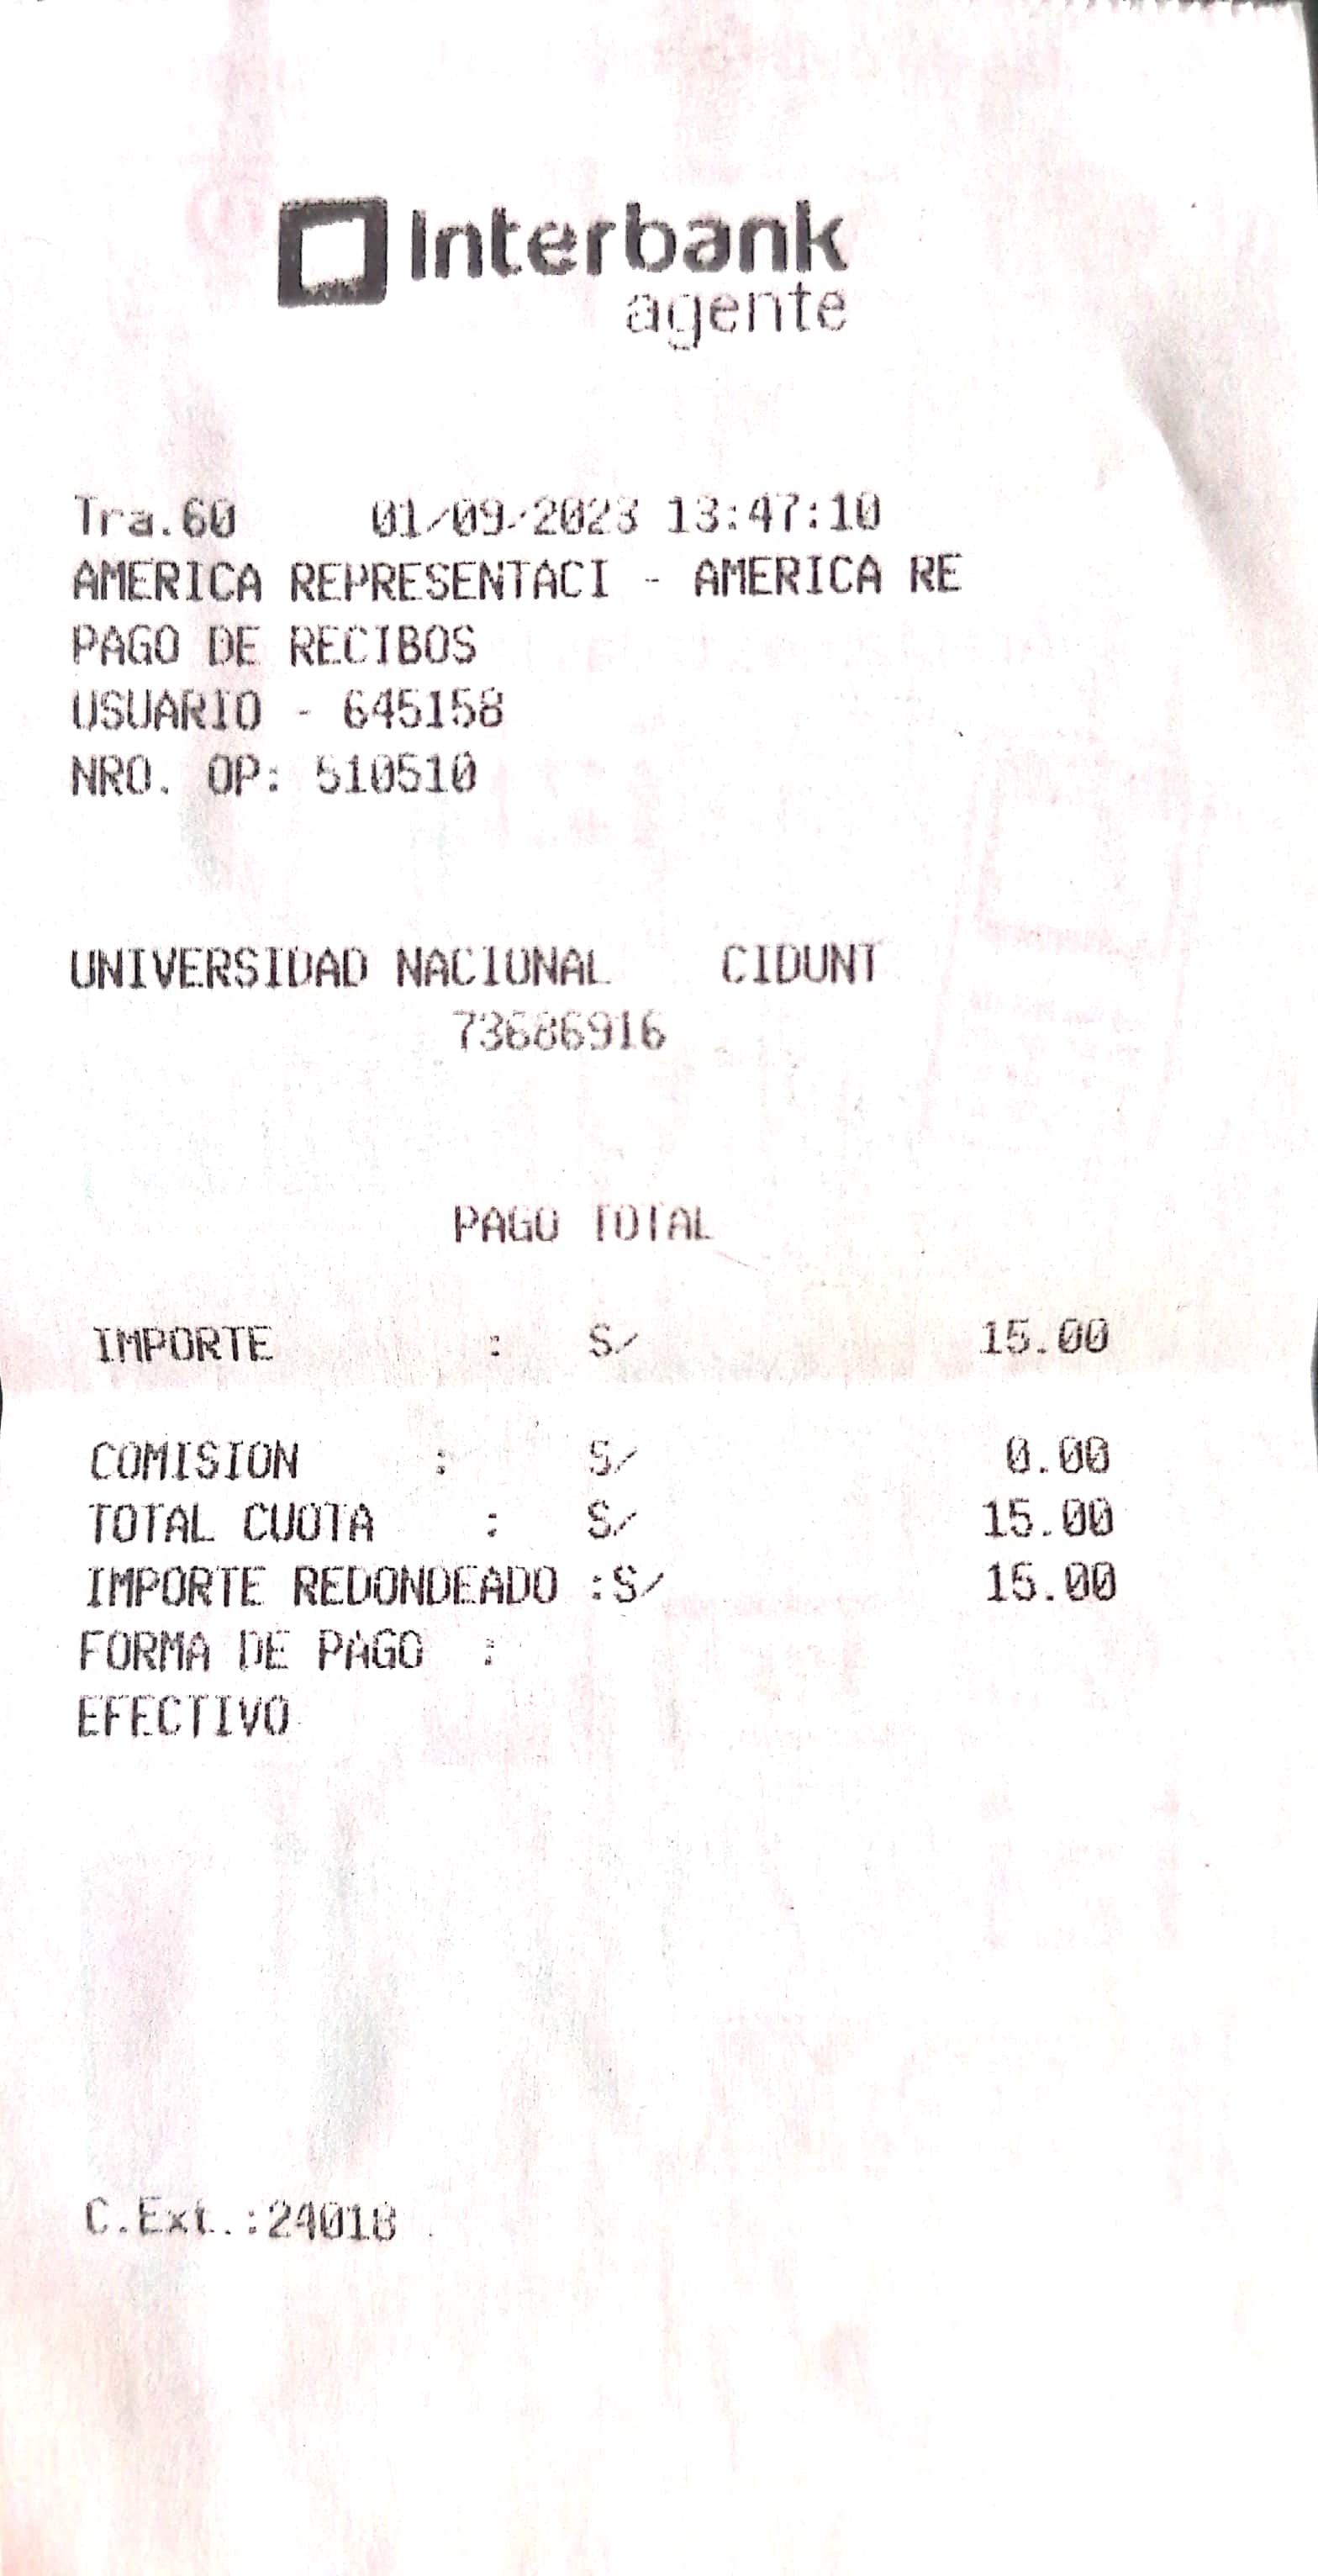 Interbank
agente
Tra.60 01/09/2023 13:47:10
AMERICA REPRESENTACI - AMERICA RE
PAGO DE RECIBOS
USUARIO - 645158
NRO. OP: 510510
UNIVERSIDAD NACIONAL CIDUNT
73686916
PAGO TOTAL
IMPORTE : S/ 15.00
COMISION : S/ 0.00
TOTAL CUOTA : S/ 15.00
IMPORTE REDONDEADO :S/ 15.00
FORMA DE PAGO :
EFECTIVO
C.Ext.:24018